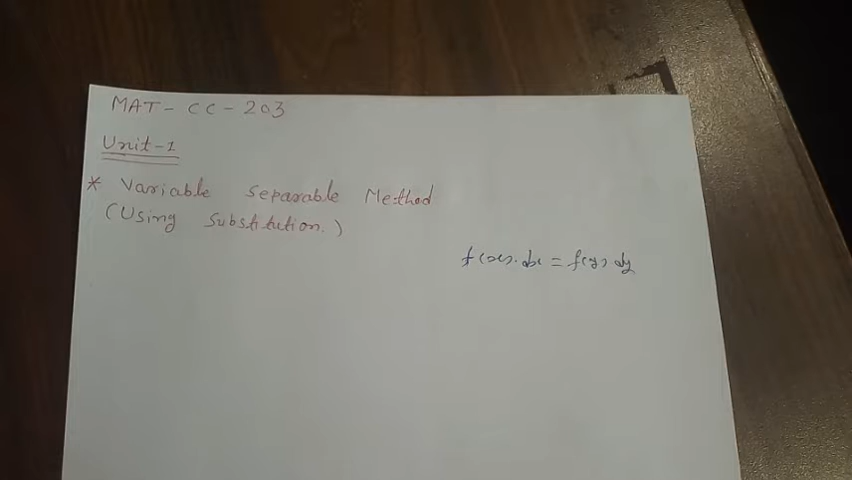 MAT - CC - 203
Unit - 1
* Variable Separable Method
(Using Substitution.)
f(x).dx = f(y) dy